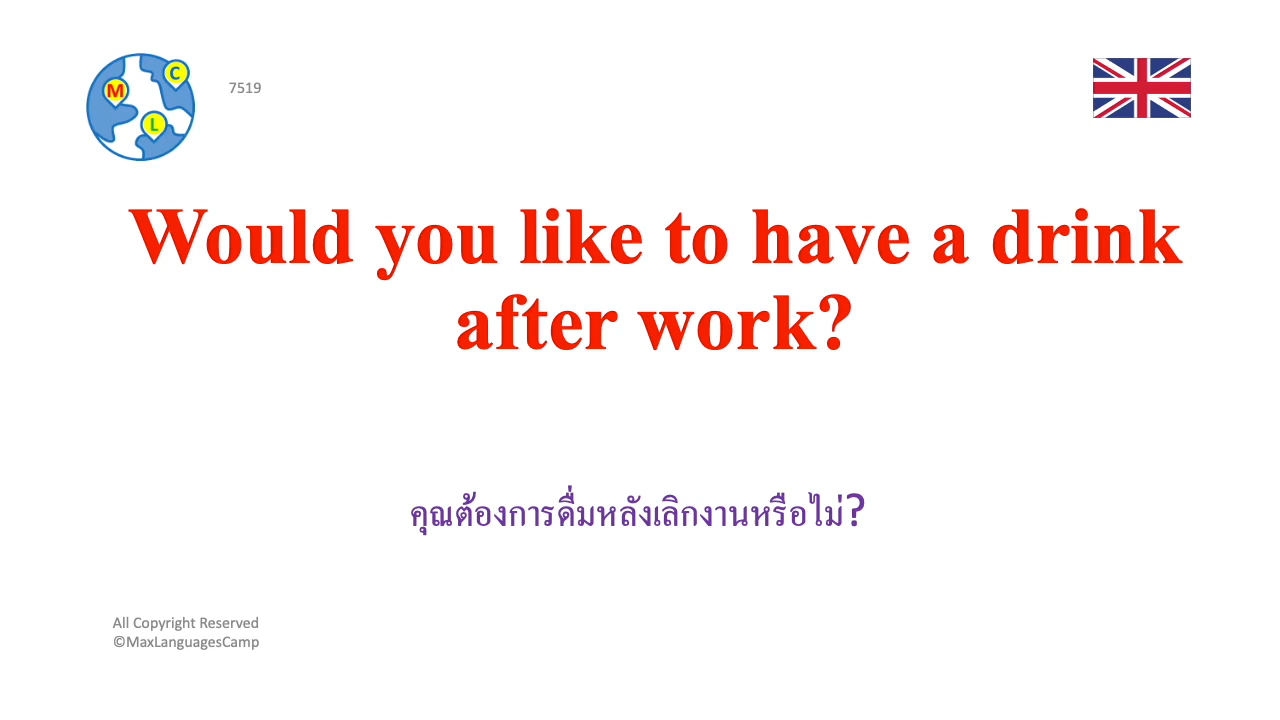 M
C
L
7519
Would you like to have a drink
after work?
คุณต้องการดื่มหลังเลิกงานหรือไม่?
All Copyright Reserved
©MaxLanguagesCamp